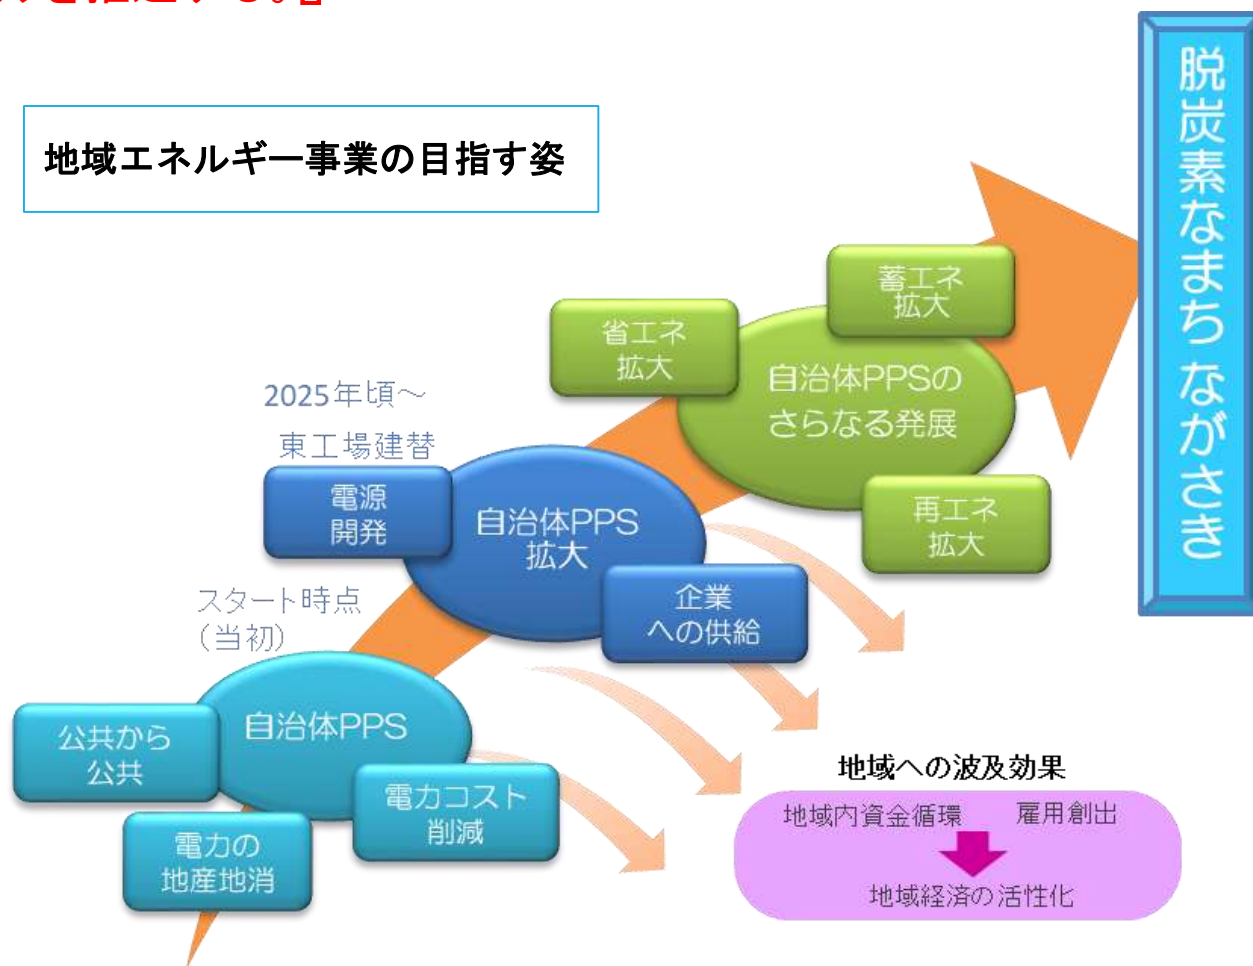 を推進する。』
地域エネルギー事業の目指す姿
脱炭素なまち ながさき
蓄エネ
拡大
省エネ
拡大
自治体PPSの
さらなる発展
再エネ
拡大
2025年頃～
東工場建替
電源
開発
自治体PPS
拡大
企業
への供給
スタート時点
（当初）
自治体PPS
公共から
公共
電力コスト
削減
電力の
地産地消
地域への波及効果
地域内資金循環 雇用創出
地域経済の活性化